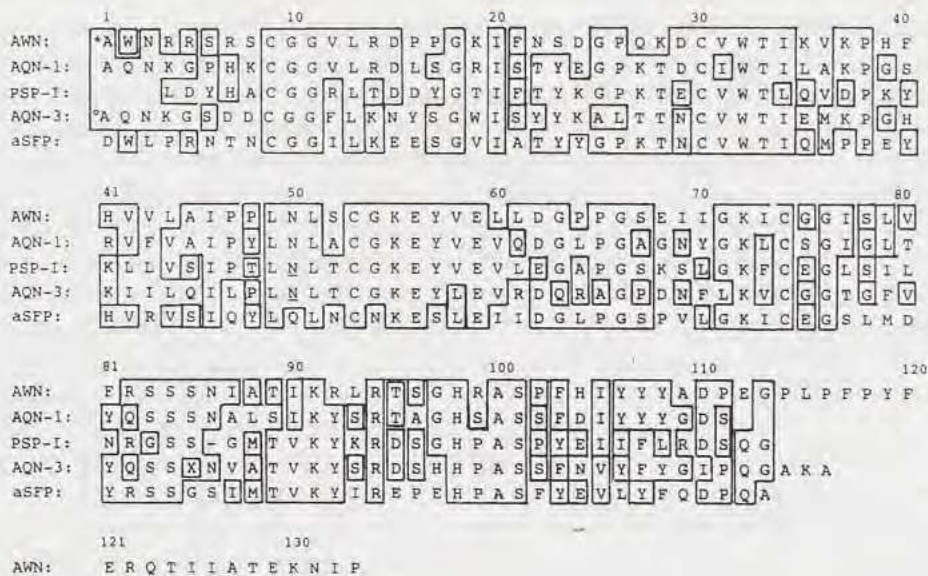 1 10 20 30 40
AWN: *A W N R R S R S C G G V L R D P P G K I F N S D G P Q K D C V W T I K V K P H F
AQN-1: A Q N K G P H K C G G V L R D L S G R I S T Y E G P K T D C I W T I L A K P G S
PSP-I: L D Y H A C G G R L T D D Y G T I F T Y K G P K T E C V W T L Q V D P K Y
AQN-3: °A Q N K G S D D C G G F L K N Y S G W I S Y Y K A L T T N C V W T I E M K P G H
aSFP: D W L P R N T N C G G I L K E E S G V I A T Y Y G P K T N C V W T I Q M P P E Y
41 50 60 70 80
AWN: H V V L A I P P L N L S C G K E Y V E L L D G P P G S E I I G K I C G G I S L V
AQN-1: R V F V A I P Y L N L A C G K E Y V E V Q D G L P G A G N Y G K L C S G I G L T
PSP-I: K L L V S I P T L N L T C G K E Y V E V L E G A P G S K S L G K F C E G L S I L
AQN-3: K I I L Q I L P L N L T C G K E Y L E V R D Q R A G P D N F L K V C G G T G F V
aSFP: H V R V S I Q Y L Q L N C N K E S L E I I D G L P G S P V L G K I C E G S L M D
81 90 100 110 120
AWN: F R S S S N I A T I K R L R T S G H R A S P F H I Y Y Y A D P E G P L P F P Y F
AQN-1: Y Q S S S N A L S I K Y S R T A G H S A S S F D I Y Y Y G D S
PSP-I: N R G S S - G M T V K Y K R D S G H P A S P Y E I I F L R D S Q G
AQN-3: Y Q S S X N V A T V K Y S R D S H H P A S S F N V Y F Y G I P Q G A K A
aSFP: Y R S S G S I M T V K Y I R E P E H P A S F Y E V L Y F Q D P Q A
121 130
AWN: E R Q T I I A T E K N I P